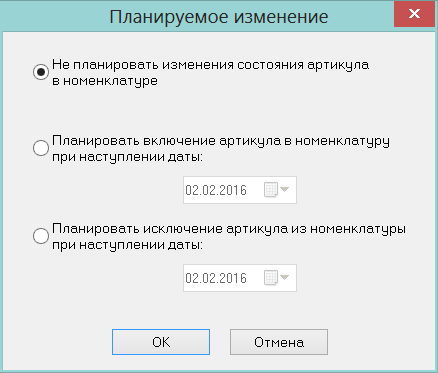 Планируемое изменение
Не планировать изменения состояния артикула
в номенклатуре
Планировать включение артикула в номенклатуру
при наступлении даты:
02.02.2016
Планировать исключение артикула из номенклатуры
при наступлении даты:
02.02.2016
ОК
Отмена